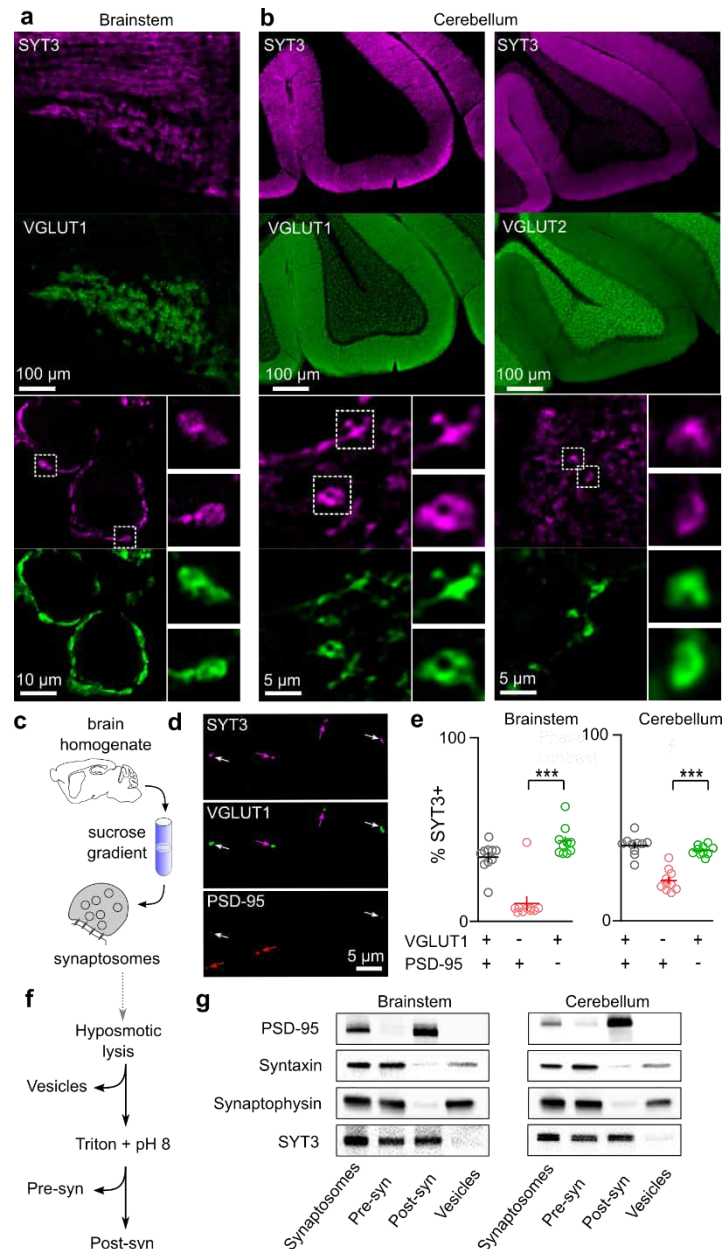 a Brainstem
SYT3
VGLUT1
100 µm
10 µm
b Cerebellum
SYT3
SYT3
VGLUT1
VGLUT2
100 µm
5 µm
5 µm
c
brain
homogenate
sucrose
gradient
synaptosomes
d
SYT3
VGLUT1
PSD-95
5 µm
e Brainstem Cerebellum
Phase
contrast
% SYT3+
100
0
100
0
***
***
VGLUT1 + - + + - +
PSD-95 + + - + + -
f
Hyposmotic
lysis
Vesicles
Triton + pH 8
Pre-syn
Post-syn
g Brainstem Cerebellum
PSD-95
Syntaxin
Synaptophysin
SYT3
Synaptosomes Pre-syn Post-syn Vesicles
Synaptosomes Pre-syn Post-syn Vesicles